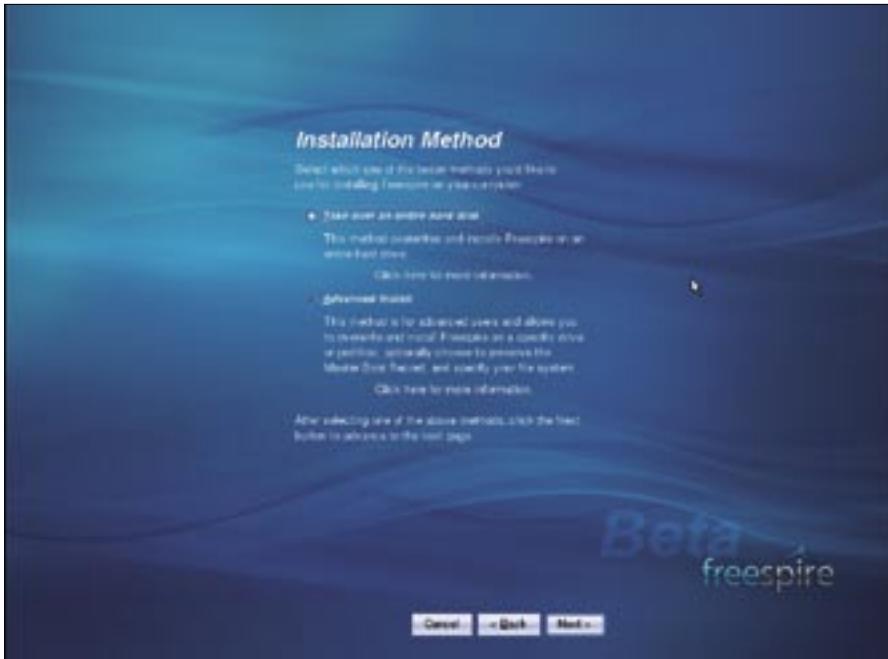 Installation Method
Select which one of the below methods you'd like to
use for installing Freespire on your computer.
Take over an entire hard disk
This method overwrites and installs Freespire on an
entire hard drive.
Click here for more information.
Advanced Install
This method is for advanced users and allows you
to overwrite and install Freespire on a specific drive
or partition, optionally choose to preserve the
Master Boot Record, and specify your file system.
Click here for more information.
After selecting one of the above methods, click the Next
button to advance to the next page.
Beta
freespire
Cancel
< Back
Next >